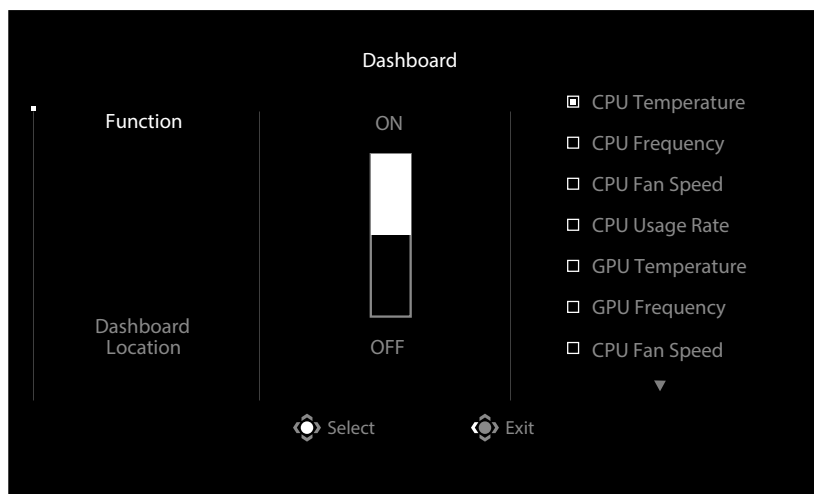 Dashboard
Function
Dashboard
Location
ON
OFF
CPU Temperature
CPU Frequency
CPU Fan Speed
CPU Usage Rate
GPU Temperature
GPU Frequency
CPU Fan Speed
Select
Exit